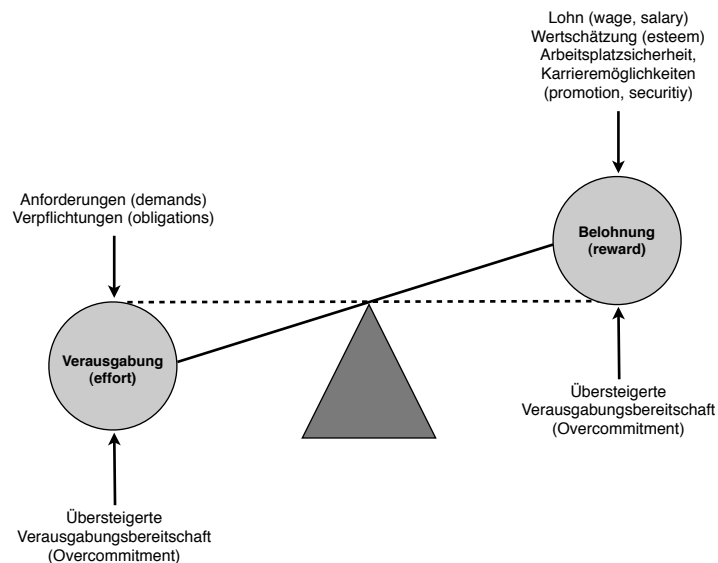 Lohn (wage, salary)
Wertschätzung (esteem)
Arbeitsplatzsicherheit,
Karrieremöglichkeiten
(promotion, securitiy)
Anforderungen (demands)
Verpflichtungen (obligations)
Belohnung
(reward)
Verausgabung
(effort)
Übersteigerte
Verausgabungsbereitschaft
(Overcommitment)
Übersteigerte
Verausgabungsbereitschaft
(Overcommitment)